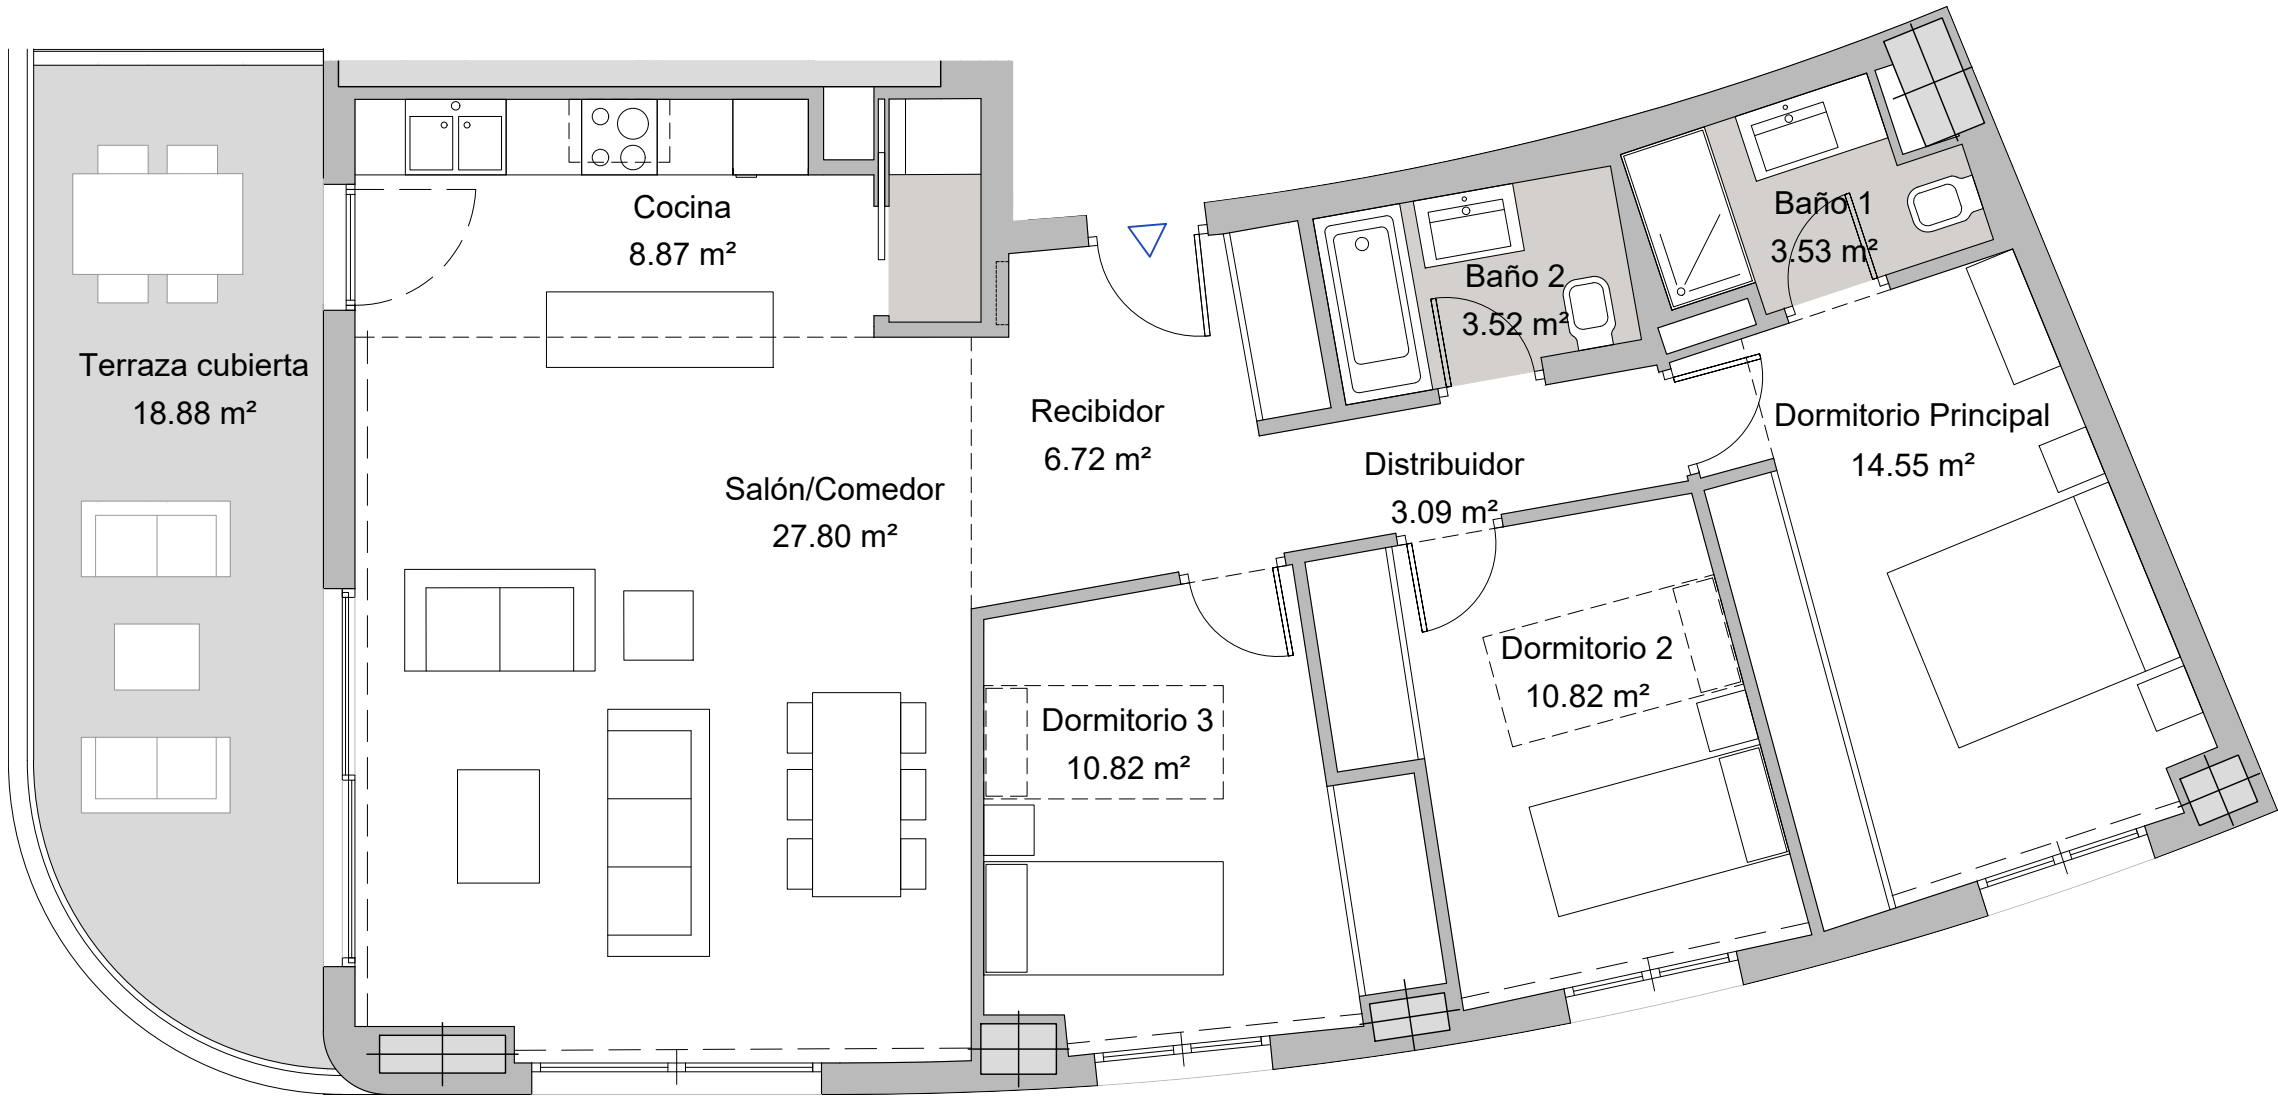 Cocina
8.87 m²
Baño 1
3.53 m²
Baño 2
3.52 m²
Terraza cubierta
18.88 m²
Recibidor
6.72 m²
Dormitorio Principal
14.55 m²
Distribuidor
3.09 m²
Salón/Comedor
27.80 m²
Dormitorio 2
10.82 m²
Dormitorio 3
10.82 m²